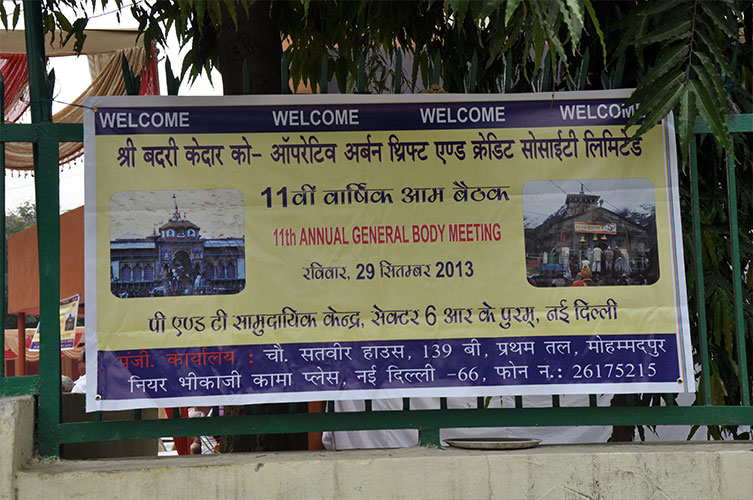 WELCOME WELCOME WELCOME WELCOME
श्री बदरी केदार को- ऑपरेटिव अर्बन थ्रिफ्ट एण्ड क्रेडिट सोसाईटी लिमिटेड
11वीं वार्षिक आम बैठक
11th ANNUAL GENERAL BODY MEETING
रविवार, 29 सितम्बर 2013
पी एण्ड टी सामुदायिक केन्द्र, सेक्टर 6 आर के पुरम्, नई दिल्ली
पंजी. कार्यालय : चौ. सतवीर हाउस, 139 बी, प्रथम तल, मोहम्मदपुर
नियर भीकाजी कामा प्लेस, नई दिल्ली -66, फोन न.: 26175215